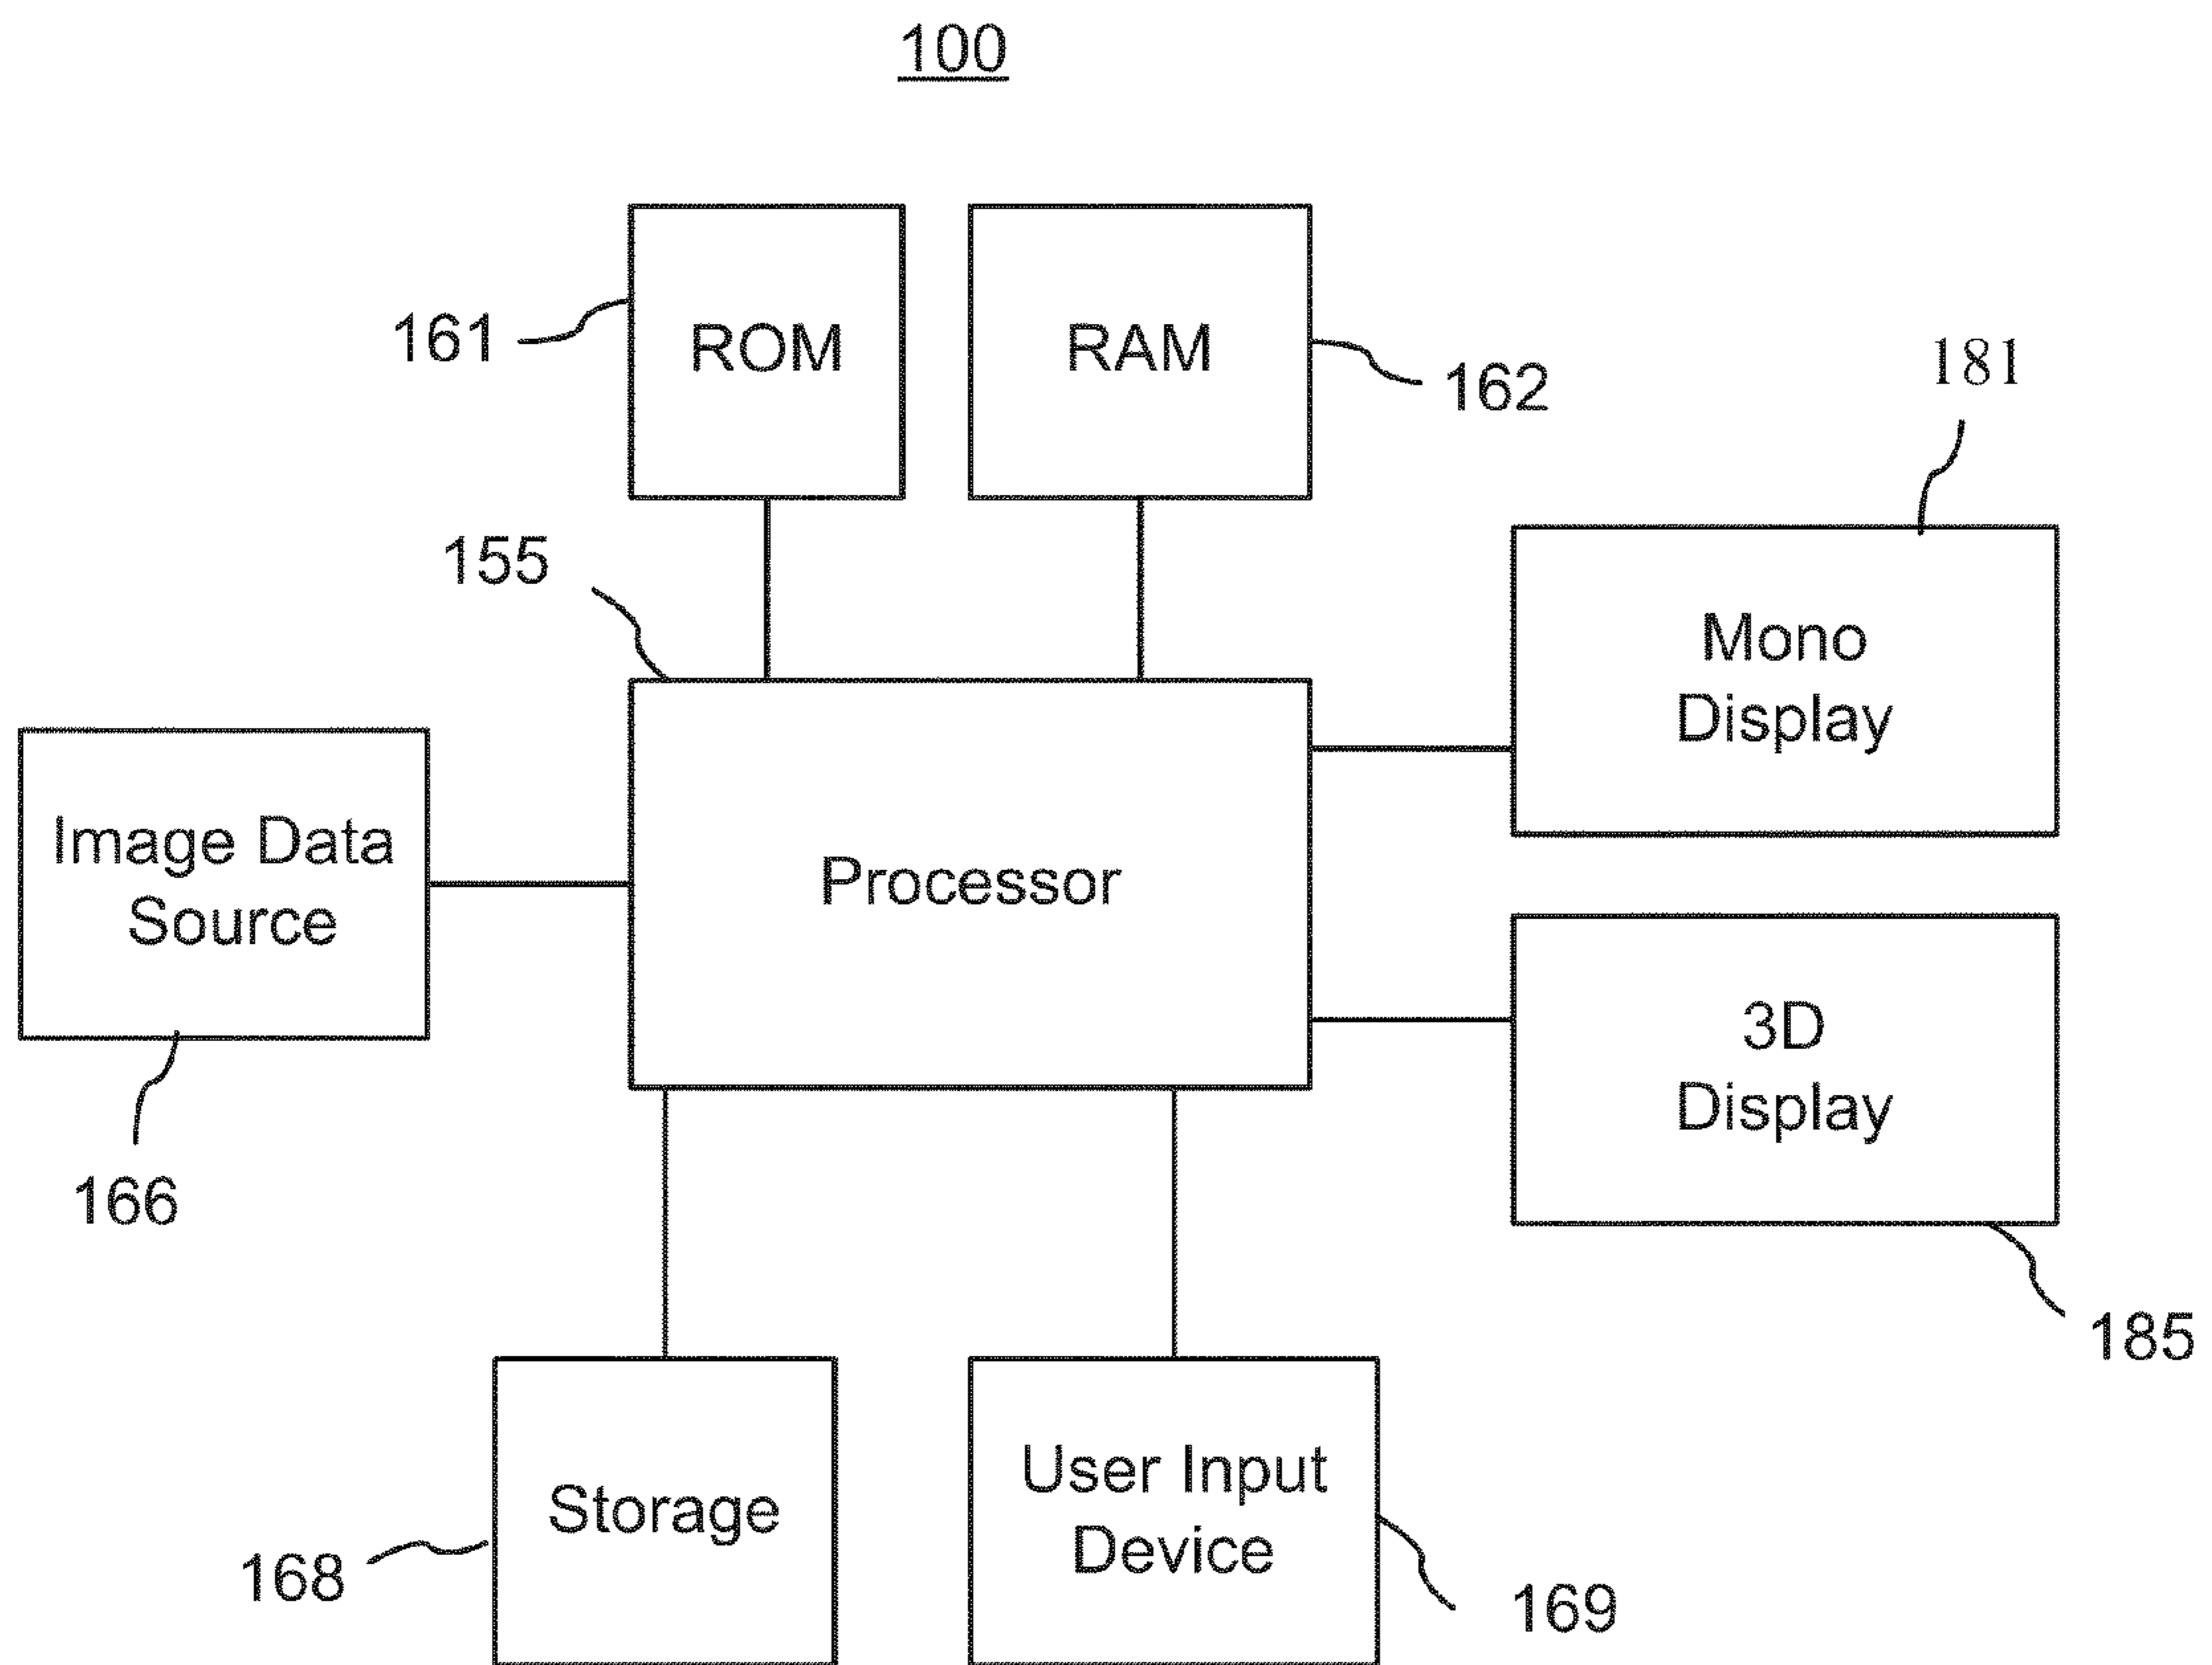 100
161
ROM
RAM
162
181
155
Mono
Display
Image Data
Source
Processor
3D
Display
166
185
Storage
User Input
Device
168
169